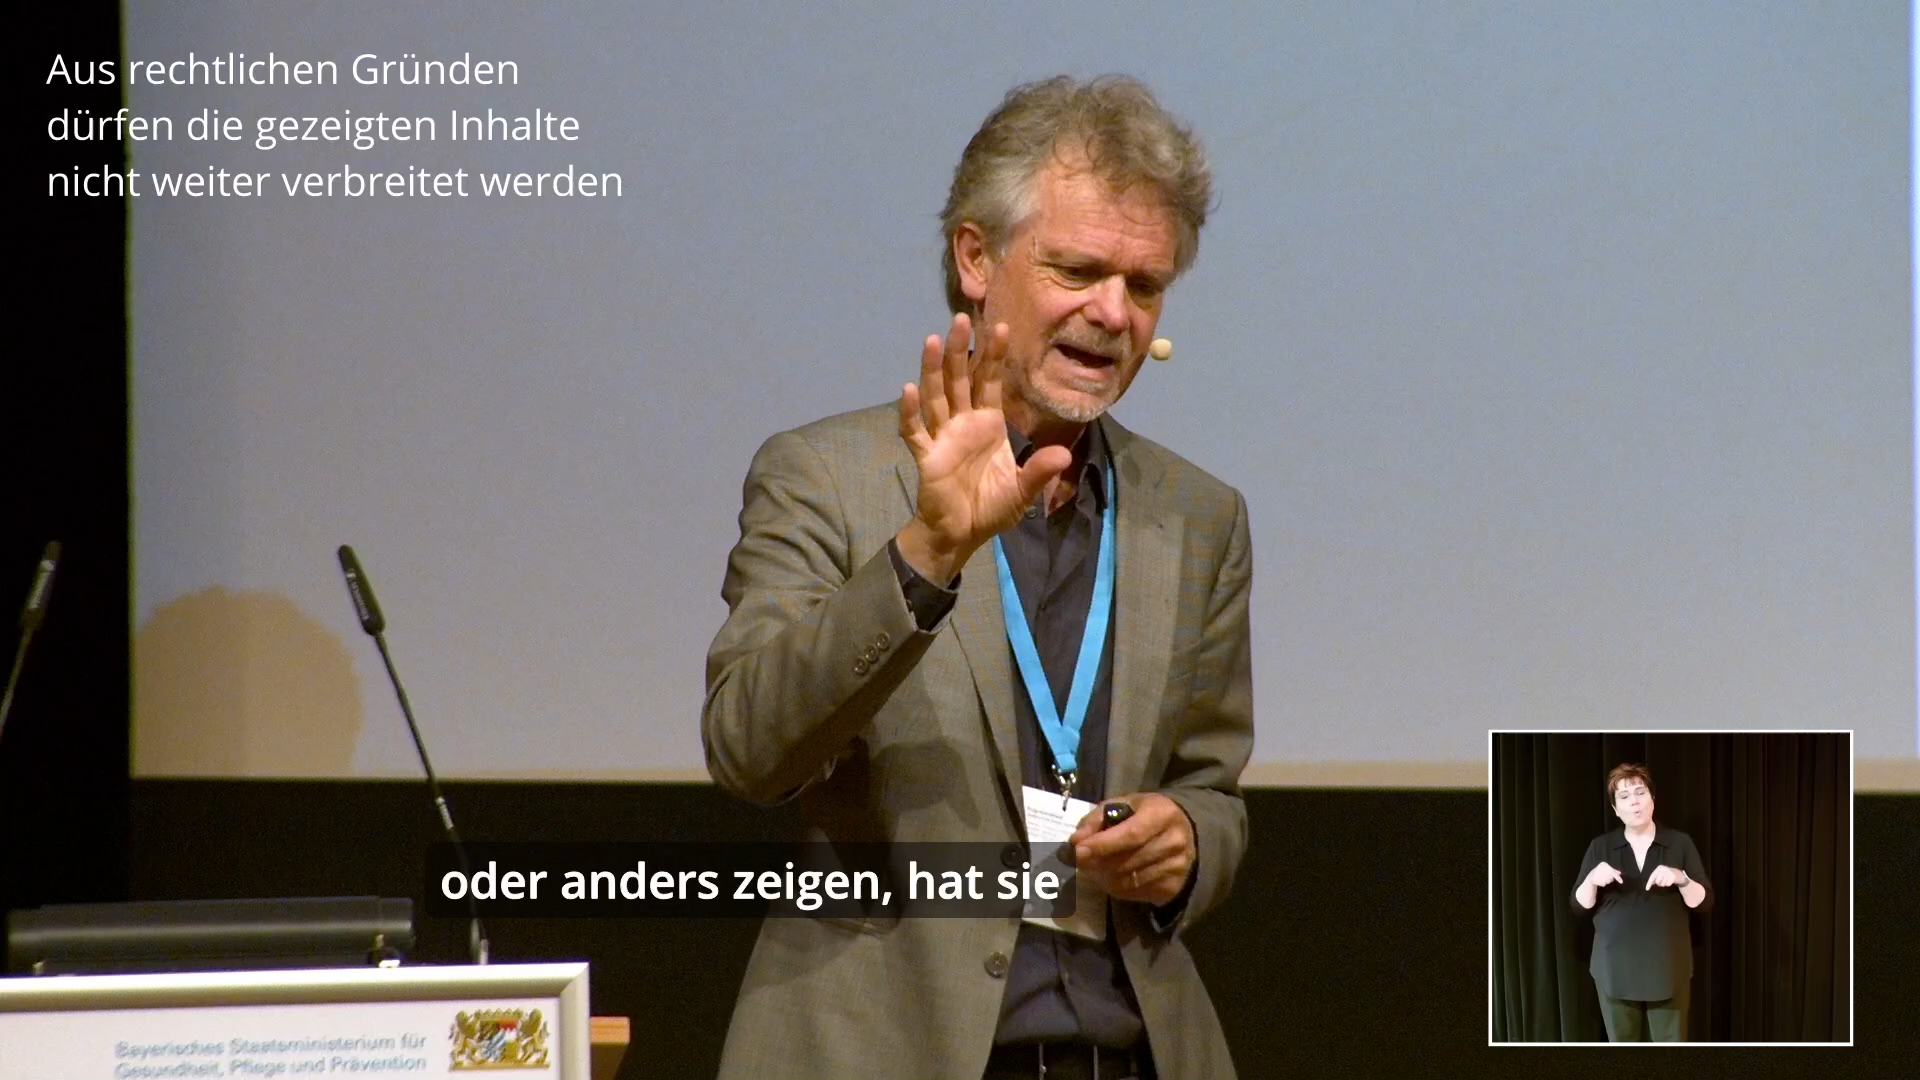 Aus rechtlichen Gründen
dürfen die gezeigten Inhalte
nicht weiter verbreitet werden
oder anders zeigen, hat sie
Bayerisches Staatsministerium für
Gesundheit, Pflege und Prävention